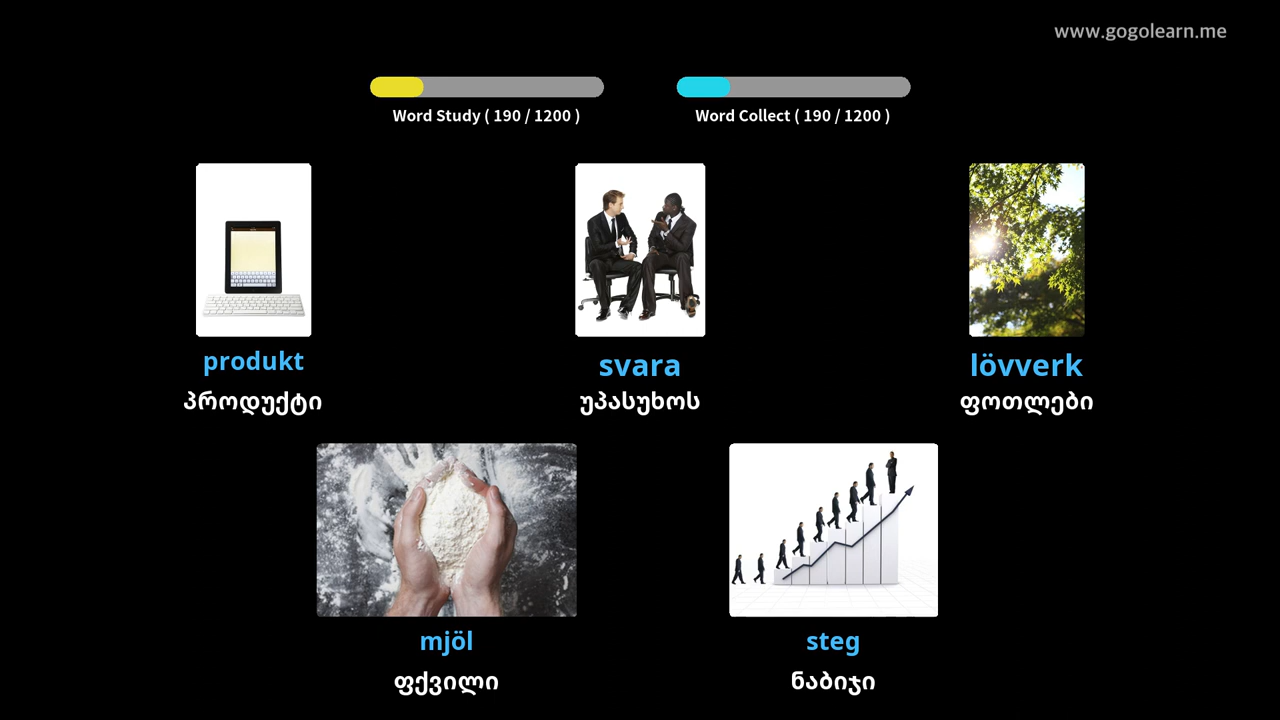 www.gogolearn.me
Word Study ( 190 / 1200 )
Word Collect ( 190 / 1200 )
produkt
პროდუქტი
svara
უპასუხოს
lövverk
ფოთლები
mjöl
ფქვილი
steg
ნაბიჯი